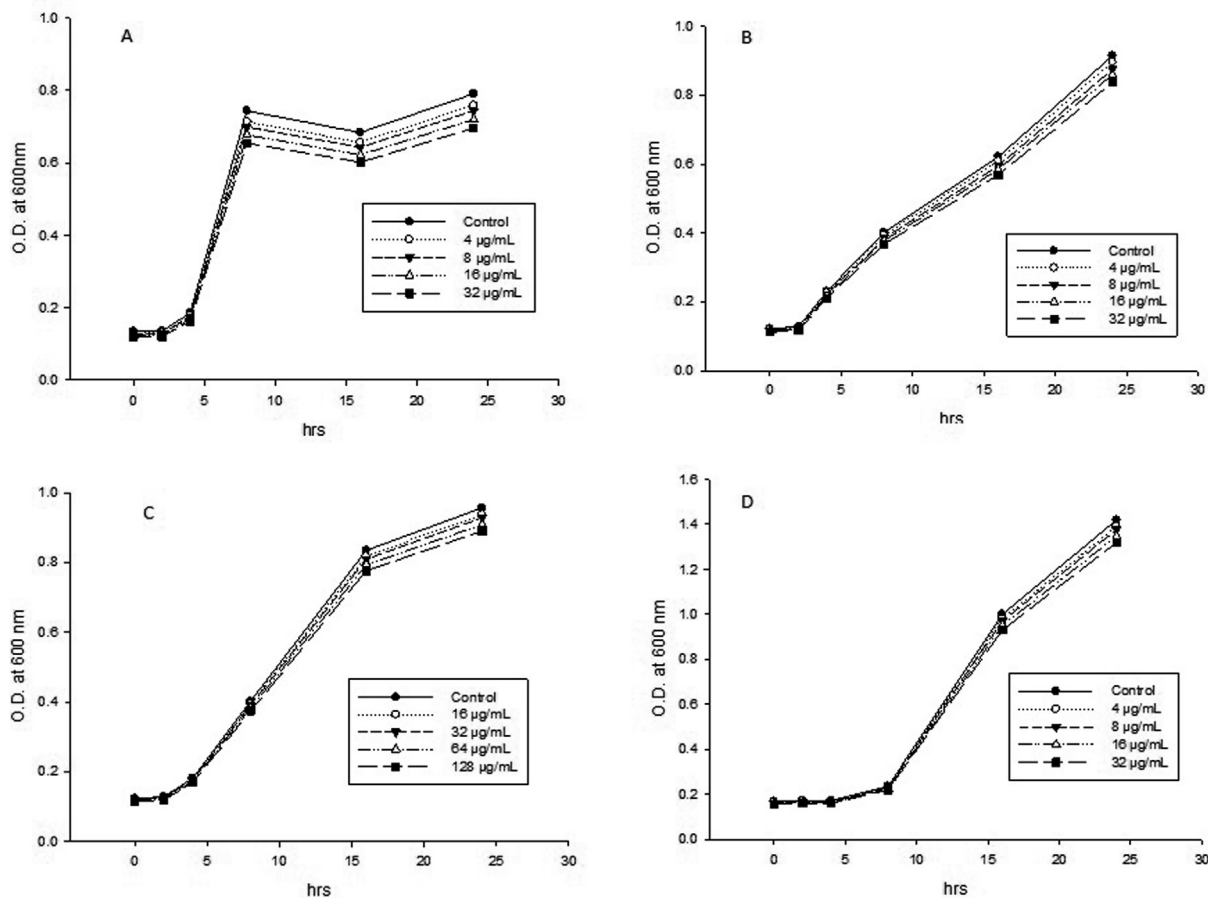 A
1.0
0.8
0.6
0.4
0.2
0.0
O.D. at 600nm
Control
4 µg/mL
8 µg/mL
16 µg/mL
32 µg/mL
0 5 10 15 20 25 30
hrs
B
1.0
0.8
0.6
0.4
0.2
0.0
O.D. at 600 nm
Control
4 µg/mL
8 µg/mL
16 µg/mL
32 µg/mL
0 5 10 15 20 25 30
hrs
C
1.0
0.8
0.6
0.4
0.2
0.0
O.D. at 600 nm
Control
16 µg/mL
32 µg/mL
64 µg/mL
128 µg/mL
0 5 10 15 20 25 30
hrs
D
1.6
1.4
1.2
1.0
0.8
0.6
0.4
0.2
0.0
O.D. at 600 nm
Control
4 µg/mL
8 µg/mL
16 µg/mL
32 µg/mL
0 5 10 15 20 25 30
hrs